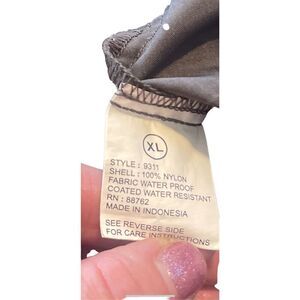 XL
STYLE : 9311
SHELL : 100% NYLON
FABRIC WATER PROOF
COATED WATER RESISTANT
RN : 88762
MADE IN INDONESIA
SEE REVERSE SIDE
FOR CARE INSTRUCTIONS